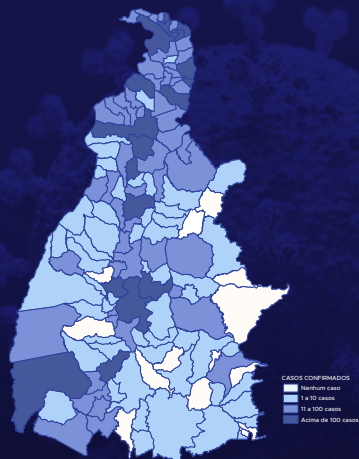 CASOS CONFIRMADOS
Nenhum caso
1 a 10 casos
11 a 100 casos
Acima de 100 casos